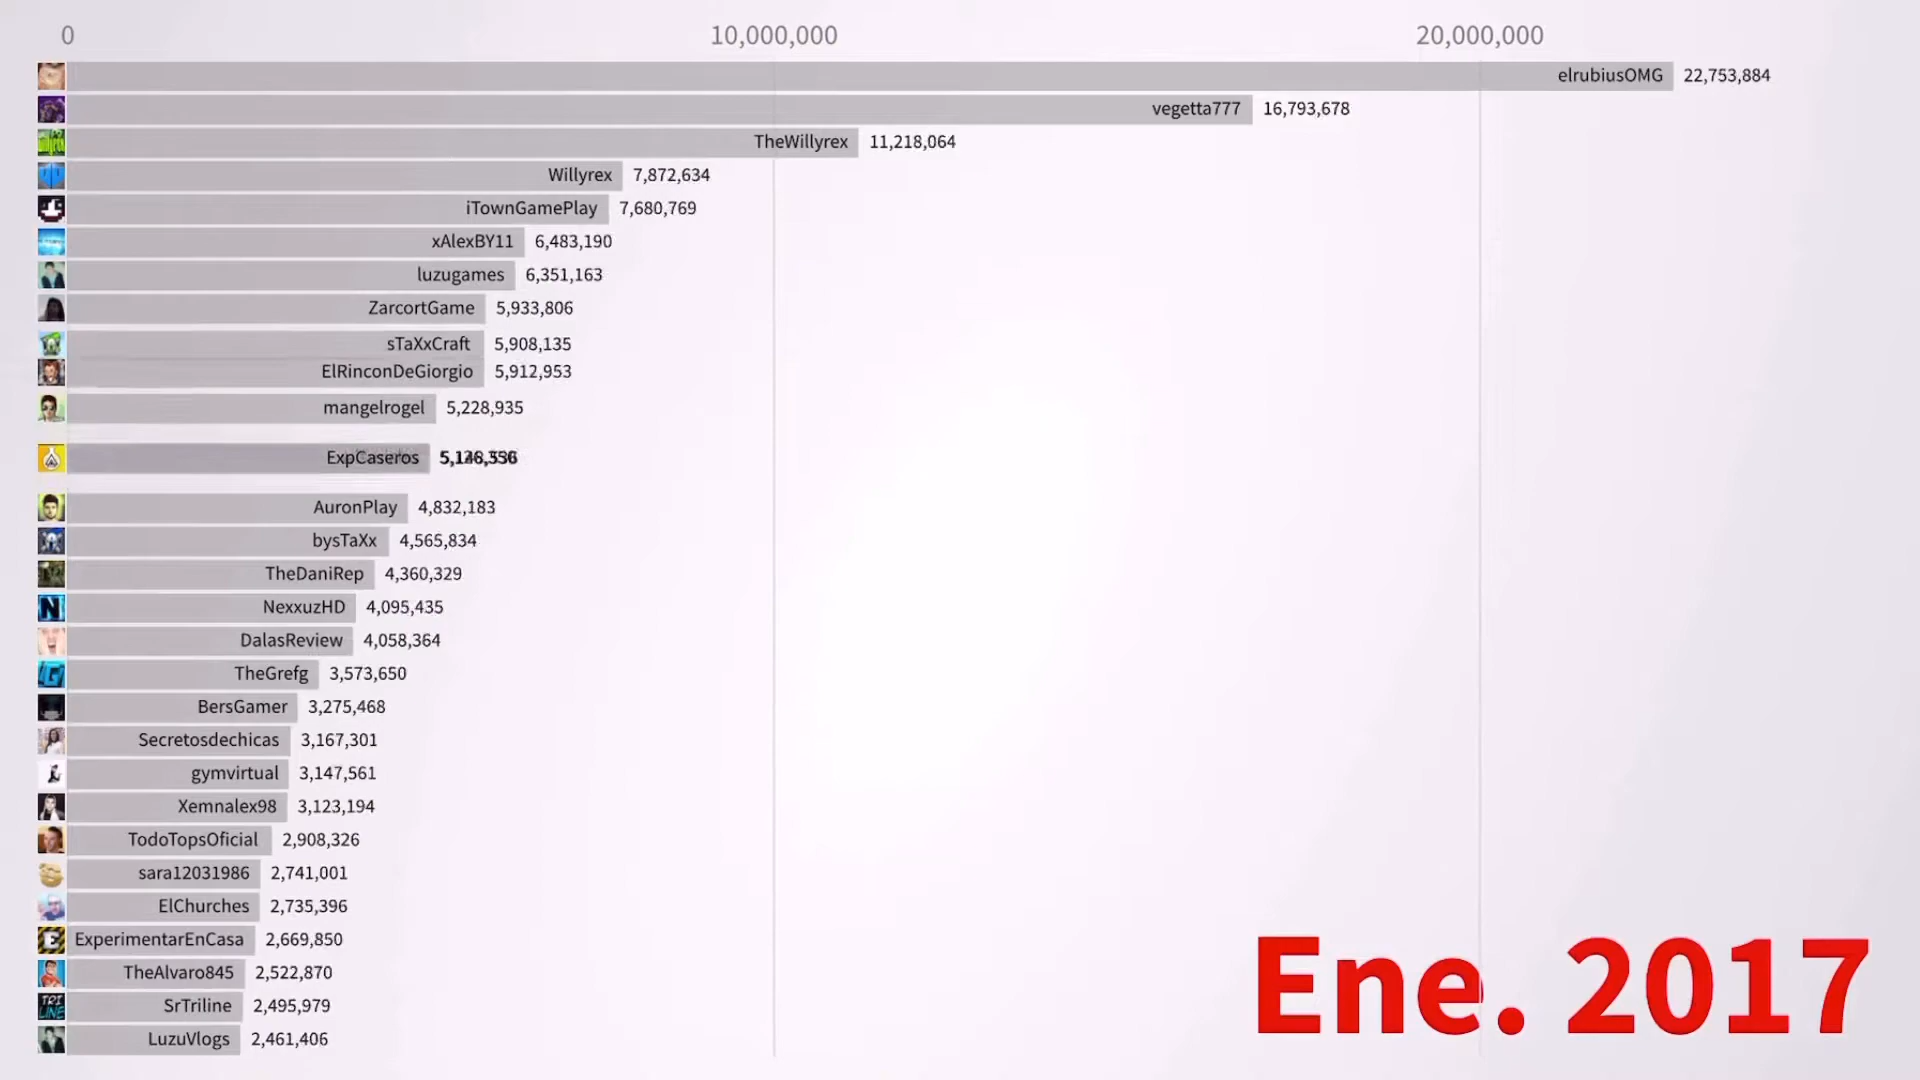 0 10,000,000 20,000,000
elrubiusOMG 22,753,884
vegetta777 16,793,678
TheWillyrex 11,218,064
Willyrex 7,872,634
iTownGamePlay 7,680,769
xAlexBY11 6,483,190
luzugames 6,351,163
ZarcortGame 5,933,806
sTaXxCraft 5,908,135
ElRinconDeGiorgio 5,912,953
mangelrogel 5,228,935
ExpCaseros
AuronPlay 4,832,183
bysTaXx 4,565,834
TheDaniRep 4,360,329
NexxuzHD 4,095,435
DalasReview 4,058,364
TheGrefg 3,573,650
BersGamer 3,275,468
Secretosdechicas 3,167,301
gymvirtual 3,147,561
Xemnalex98 3,123,194
TodoTopsOficial 2,908,326
sara12031986 2,741,001
ElChurches 2,735,396
ExperimentarEnCasa 2,669,850
TheAlvaro845 2,522,870
TRI LINE SrTriline 2,495,979
LuzuVlogs 2,461,406
Ene. 2017